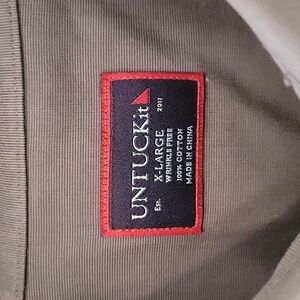 UNTUCKit
Est. 2011
X-LARGE
WRINKLE FREE
100% COTTON
MADE IN CHINA